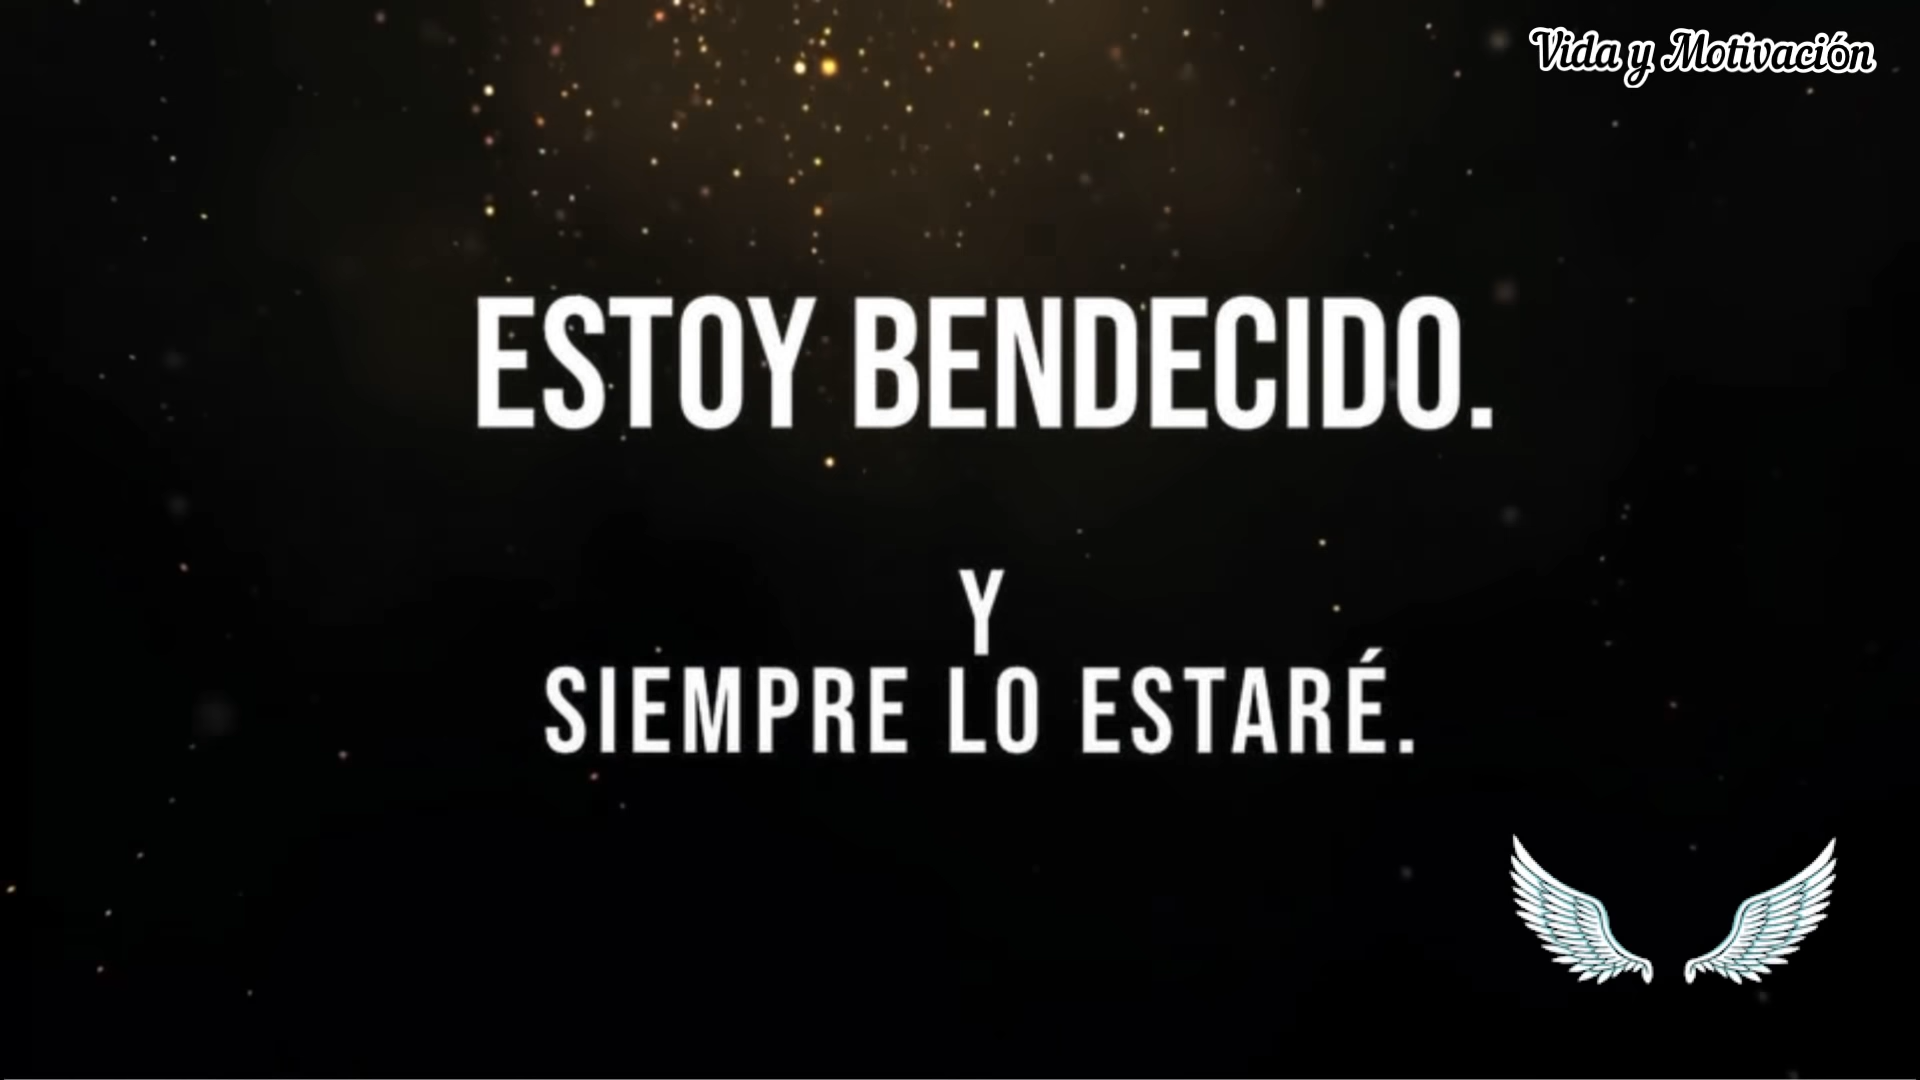 Vida y Motivación
ESTOY BENDECIDO.
Y
SIEMPRE LO ESTARÉ.